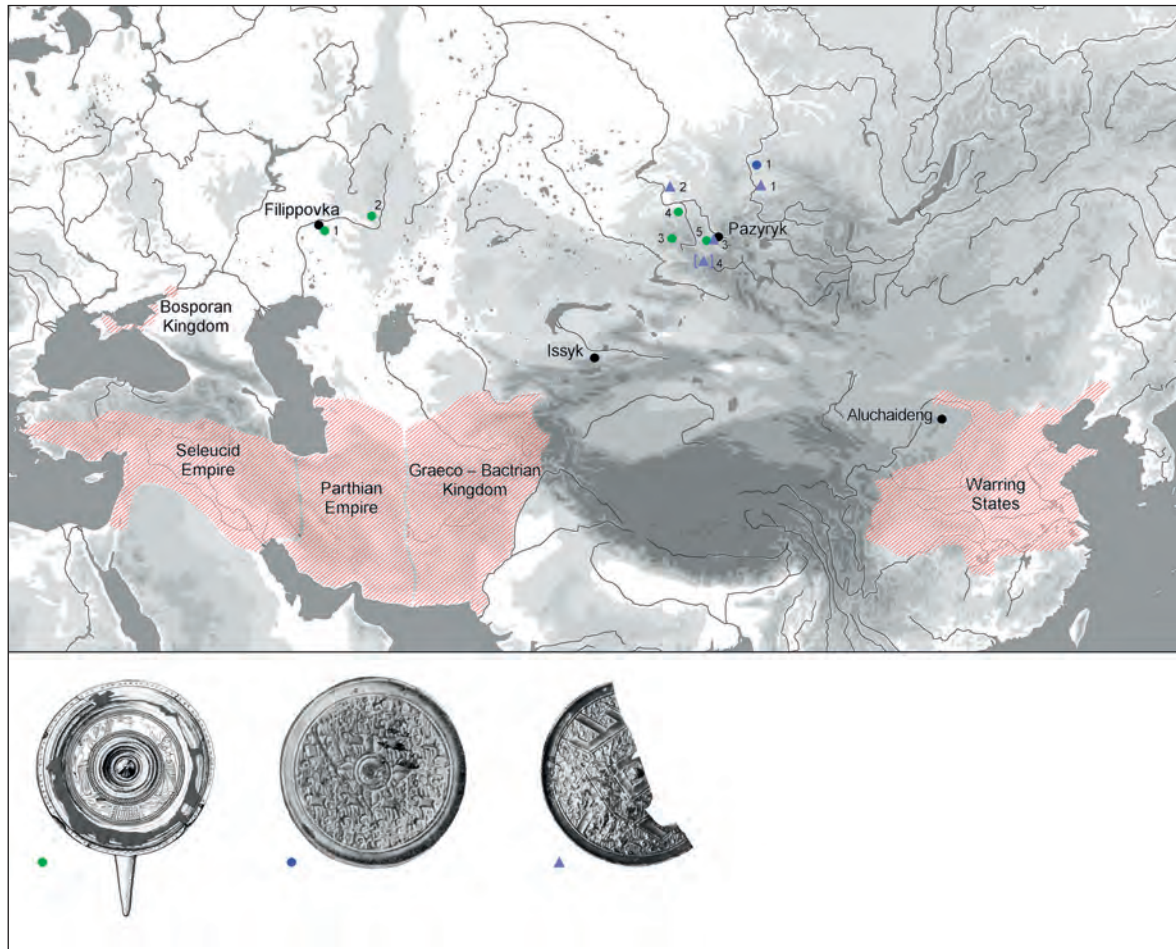 1
2
1
2
Filippovka
1
4
3
5
3
Pazyryk
[ ] 4
Bosporan
Kingdom
Issyk
Aluchaideng
Seleucid
Empire
Parthian
Empire
Graeco – Bactrian
Kingdom
Warring
States